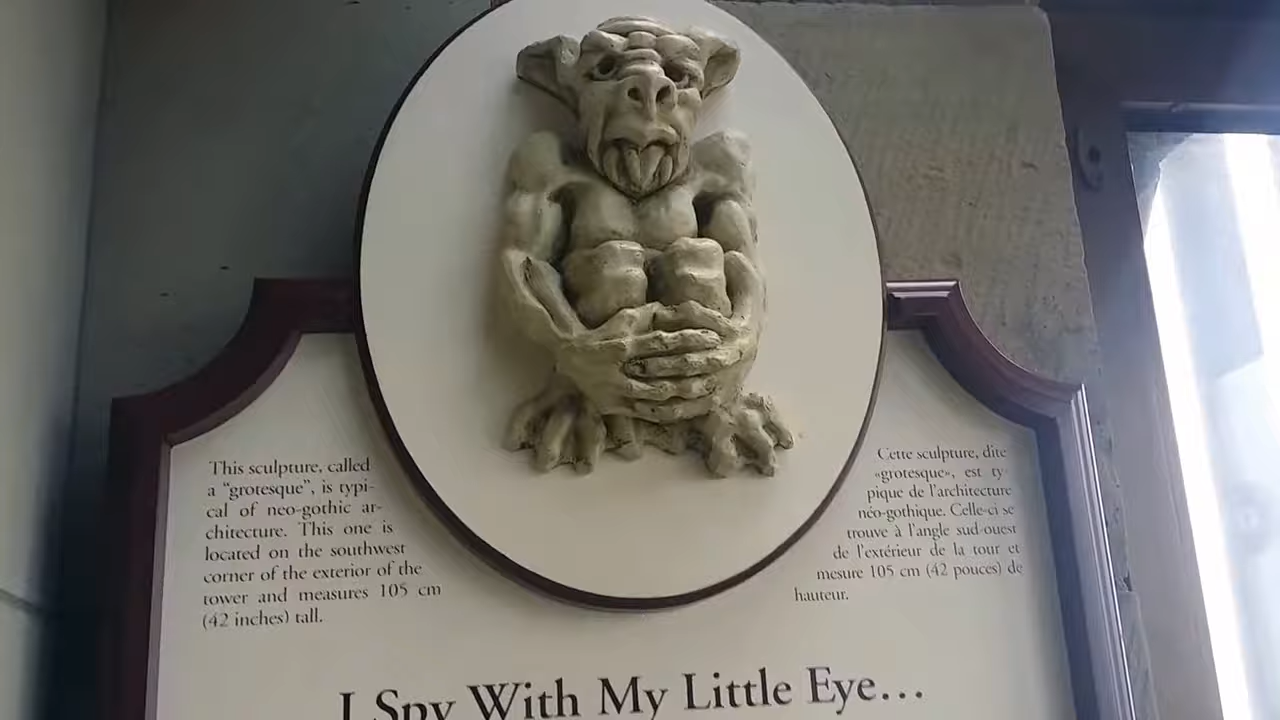 This sculpture, called
a “grotesque”, is typi-
cal of neo-gothic ar-
chitecture. This one is
located on the southwest
corner of the exterior of the
tower and measures 105 cm
(42 inches) tall.
Cette sculpture, dite
«grotesque», est ty-
pique de l'architecture
néo-gothique. Celle-ci se
trouve à l'angle sud-ouest
de l'extérieur de la tour et
mesure 105 cm (42 pouces) de
hauteur.
I Spy With My Little Eye...